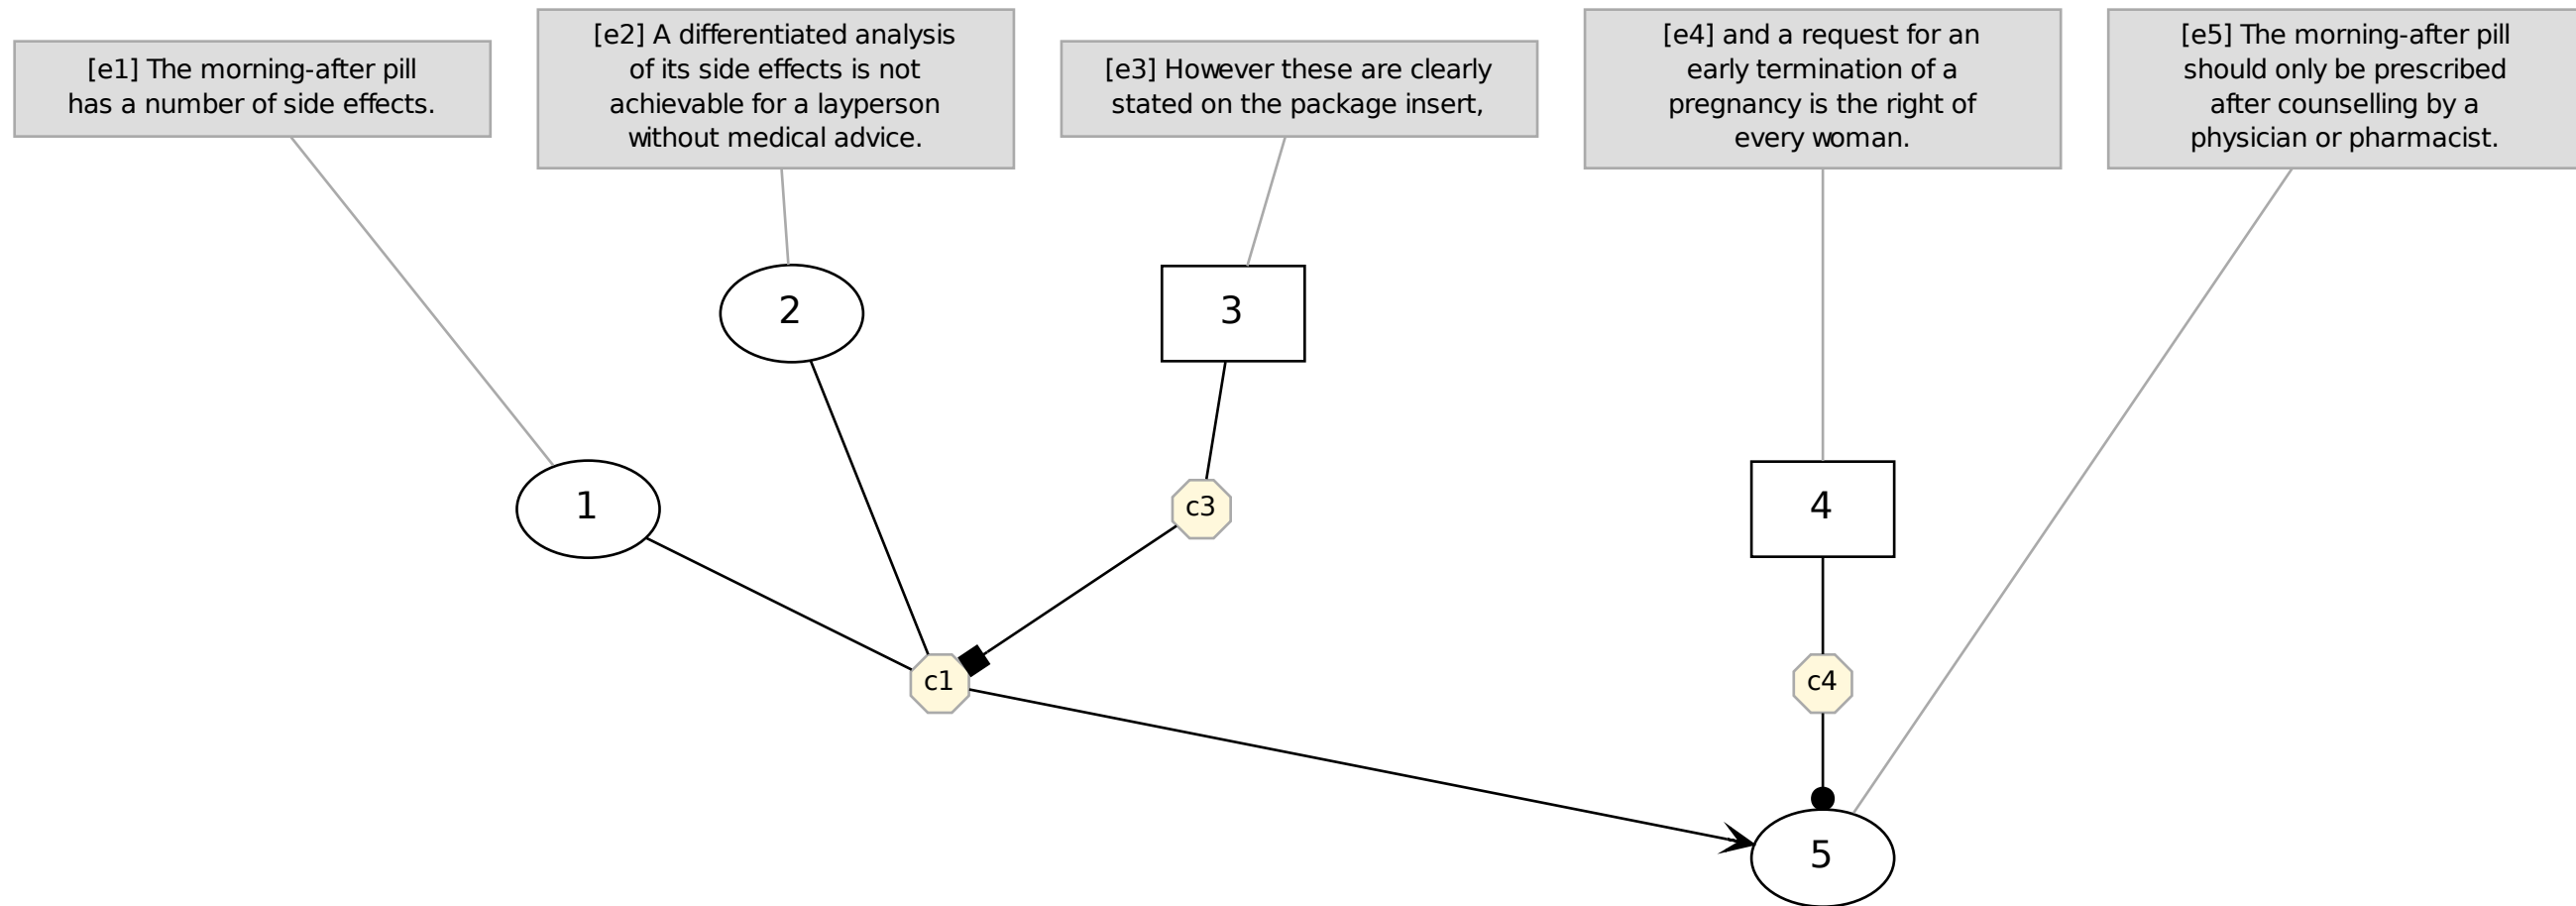 [e1] The morning-after pill
has a number of side effects.
[e2] A differentiated analysis
of its side effects is not
achievable for a layperson
without medical advice.
[e3] However these are clearly
stated on the package insert,
[e4] and a request for an
early termination of a
pregnancy is the right of
every woman.
[e5] The morning-after pill
should only be prescribed
after counselling by a
physician or pharmacist.
2
3
1
c3
4
c1
c4
5